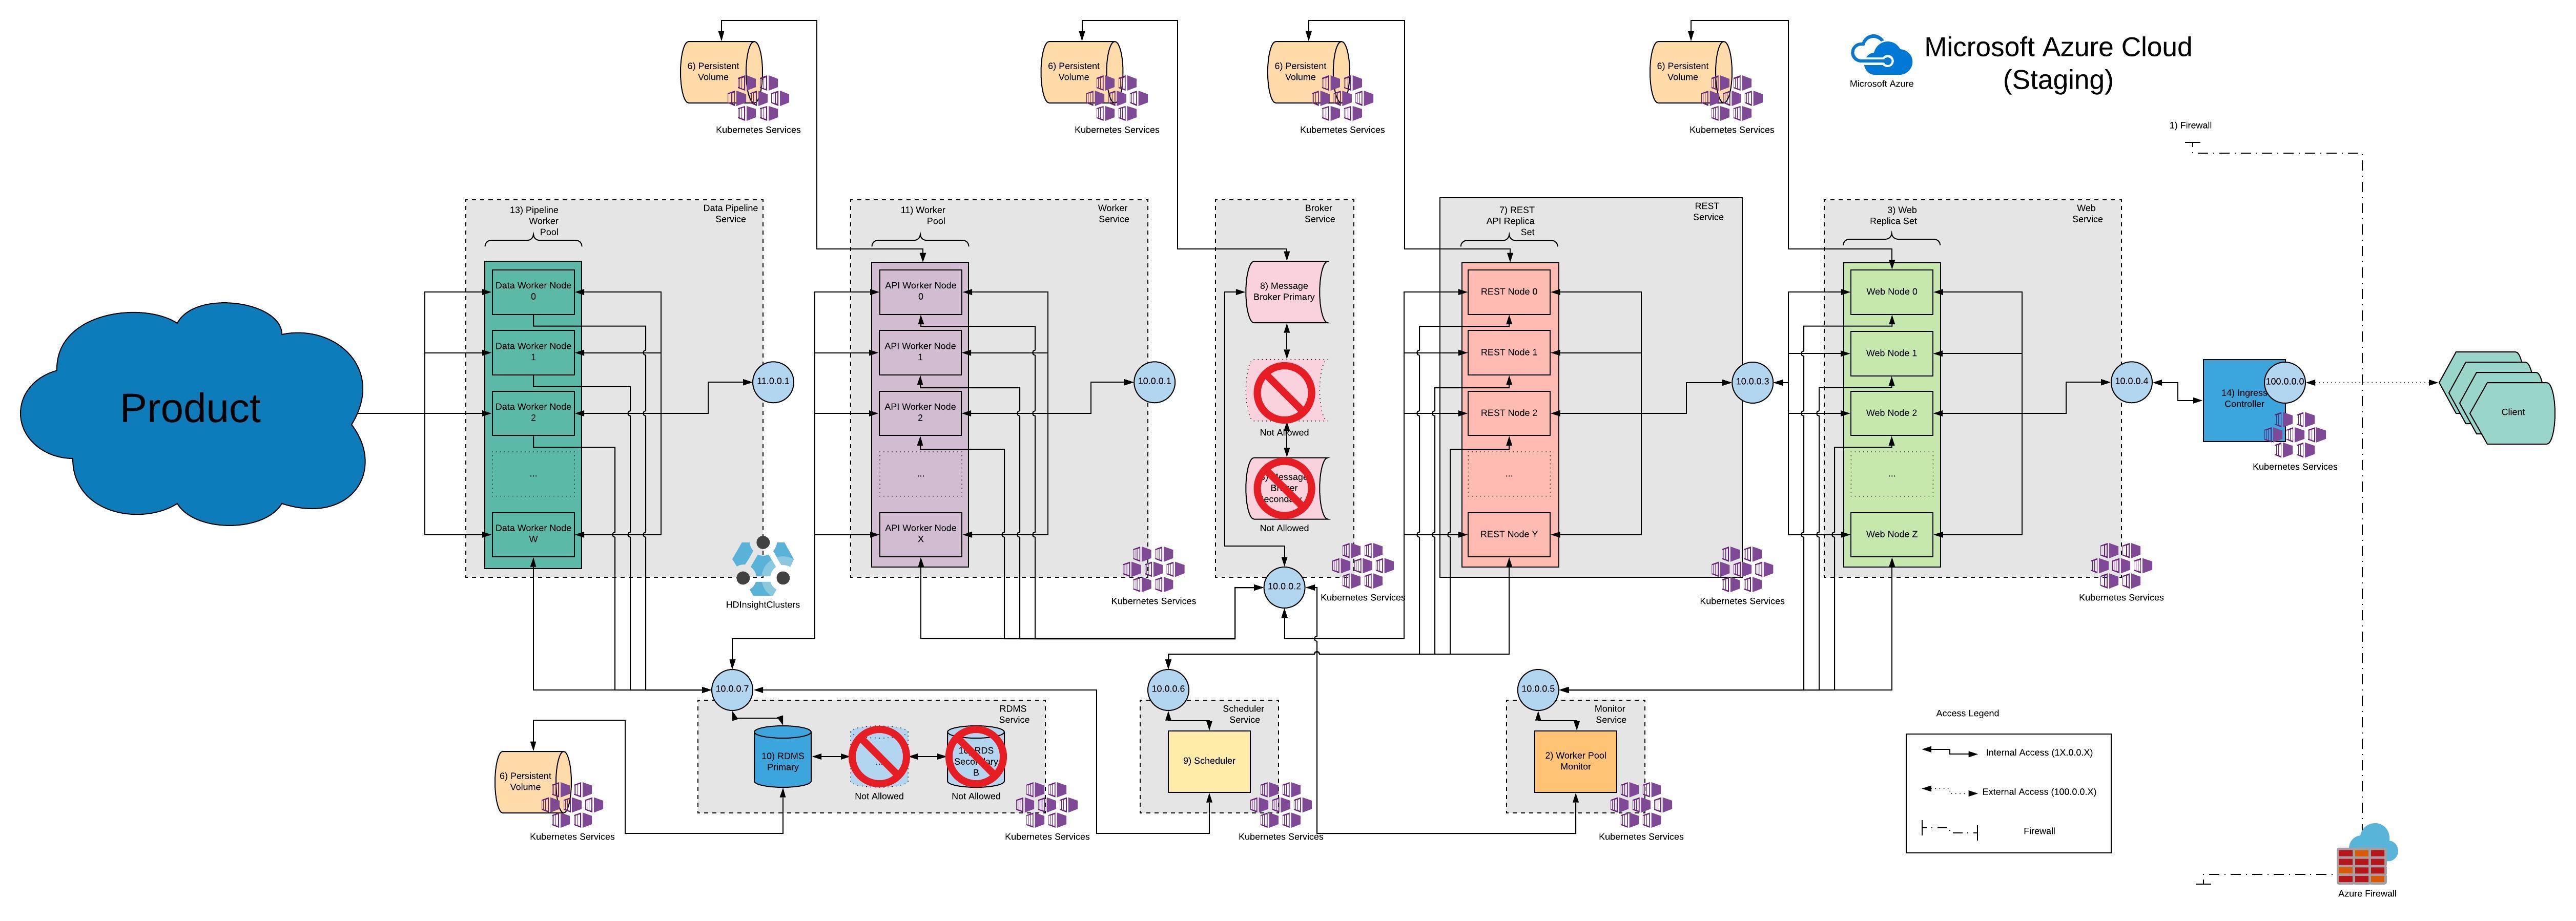 Microsoft Azure Cloud
(Staging)
Microsoft Azure
6) Persistent
Volume
Kubernetes Services
6) Persistent
Volume
Kubernetes Services
6) Persistent
Volume
Kubernetes Services
6) Persistent
Volume
Kubernetes Services
1) Firewall
Product
13) Pipeline
Worker
Pool
Data Pipeline
Service
Data Worker Node
0
Data Worker Node
1
Data Worker Node
2
...
Data Worker Node
W
11.0.0.1
HDInsightClusters
11) Worker
Pool
Worker
Service
API Worker Node
0
API Worker Node
1
API Worker Node
2
...
API Worker Node
X
10.0.0.1
Kubernetes Services
Broker
Service
8) Message
Broker Primary
Not Allowed
Message
Broker
Secondary
Not Allowed
10.0.0.2
Kubernetes Services
7) REST
API Replica
Set
REST
Service
REST Node 0
REST Node 1
REST Node 2
...
REST Node Y
10.0.0.3
Kubernetes Services
3) Web
Replica Set
Web
Service
Web Node 0
Web Node 1
Web Node 2
...
Web Node Z
10.0.0.4
Kubernetes Services
14) Ingress
Controller
100.0.0.0
Kubernetes Services
Client
10.0.0.7
RDMS
Service
10) RDMS
Primary
...
Not Allowed
RDS
Secondary
B
Not Allowed
Kubernetes Services
6) Persistent
Volume
Kubernetes Services
10.0.0.6
Scheduler
Service
9) Scheduler
Kubernetes Services
10.0.0.5
Monitor
Service
2) Worker Pool
Monitor
Kubernetes Services
Access Legend
Internal Access (1X.0.0.X)
External Access (100.0.0.X)
Firewall
Azure Firewall